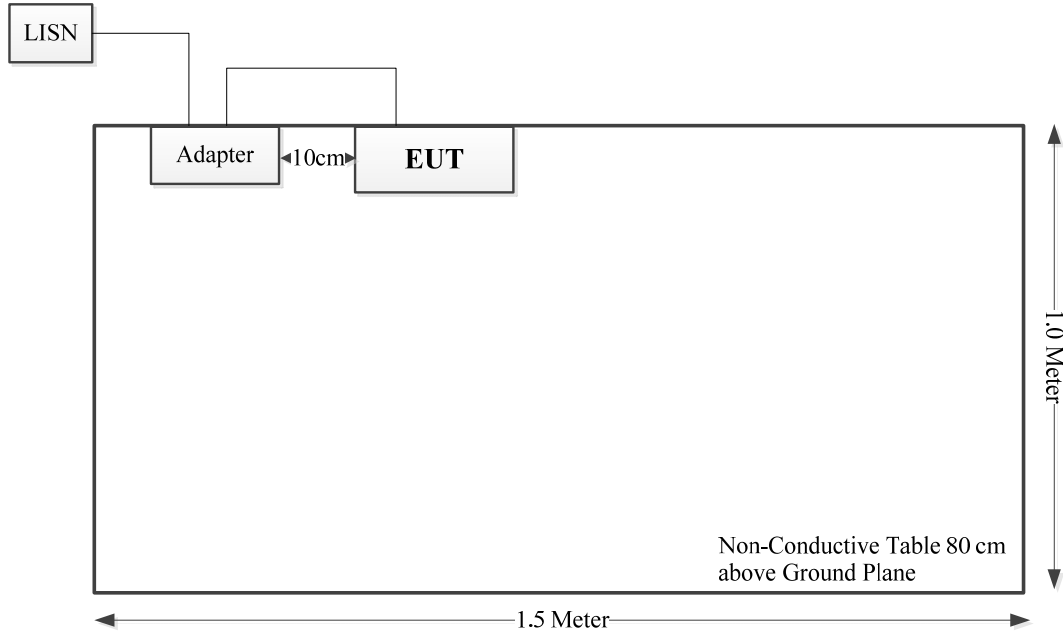 LISN
Adapter
10cm
EUT
1.0 Meter
Non-Conductive Table 80 cm
above Ground Plane
1.5 Meter